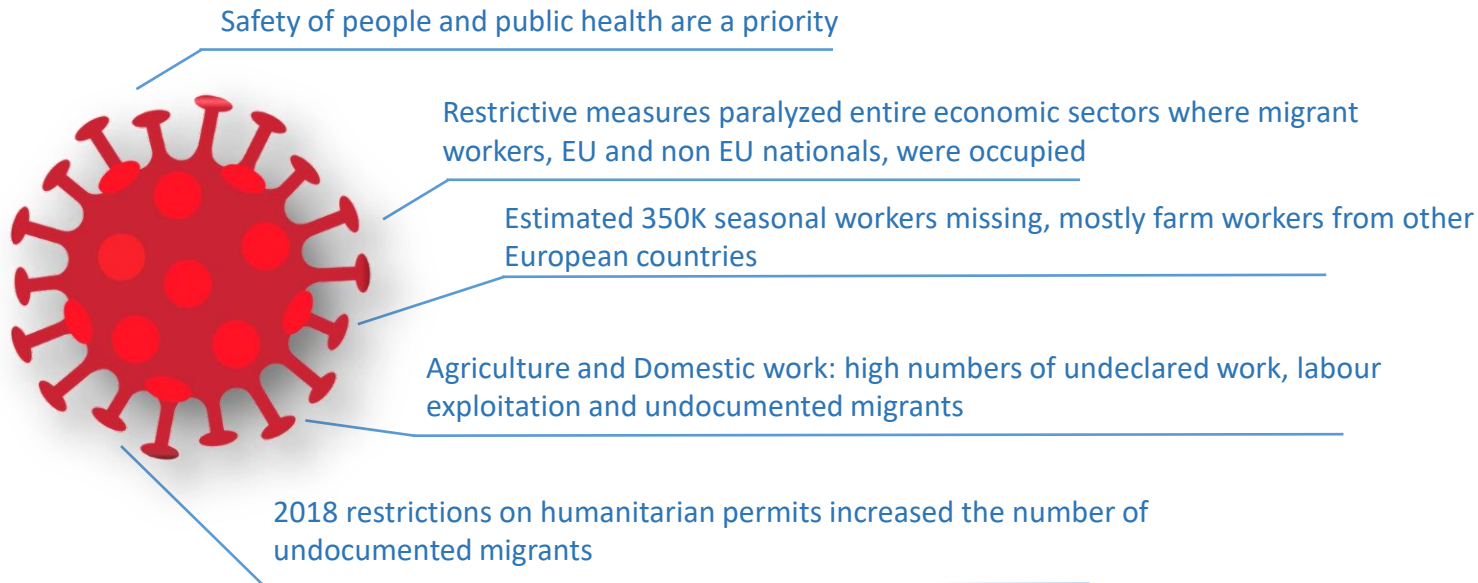 Safety of people and public health are a priority
Restrictive measures paralyzed entire economic sectors where migrant
workers, EU and non EU nationals, were occupied
Estimated 350K seasonal workers missing, mostly farm workers from other
European countries
Agriculture and Domestic work: high numbers of undeclared work, labour
exploitation and undocumented migrants
2018 restrictions on humanitarian permits increased the number of
undocumented migrants